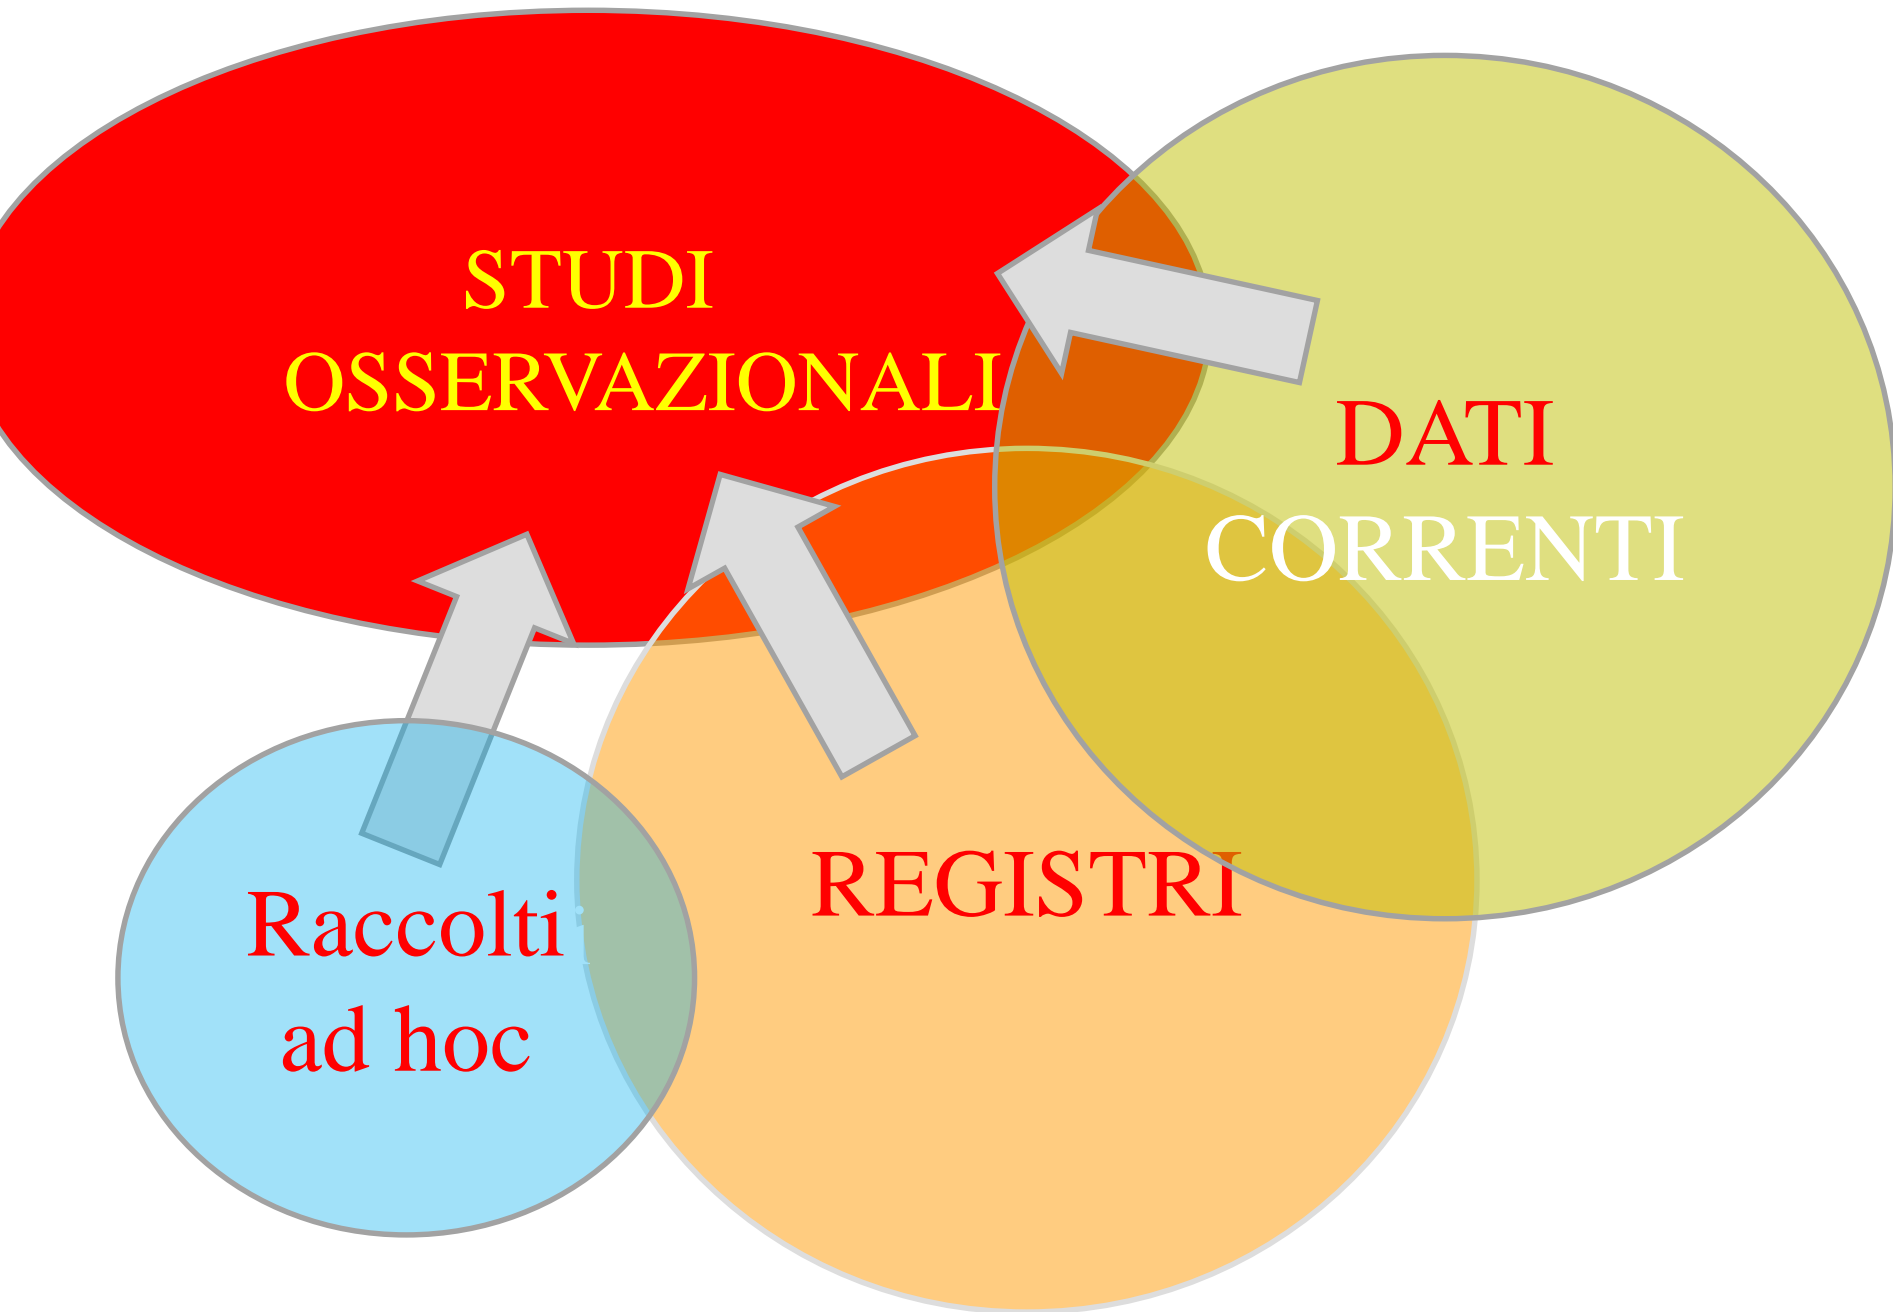 STUDI
OSSERVAZIONALI
DATI
CORRENTI
REGISTRI
Raccolti
ad hoc